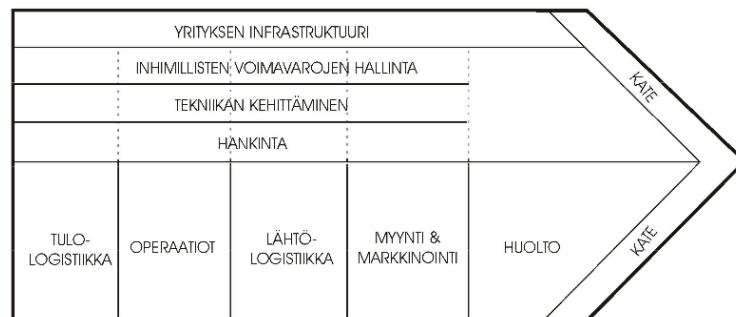 YRITYKSEN INFRASTRUKTUURI
INHIMILLISTEN VOIMAVAROJEN HALLINTA
TEKNIIKAN KEHITTÄMINEN
HANKINTA
KATE
TULO-
LOGISTIIKKA
OPERAATIOT
LÄHTÖ-
LOGISTIIKKA
MYYNTI &
MARKKINOINTI
HUOLTO
KATE